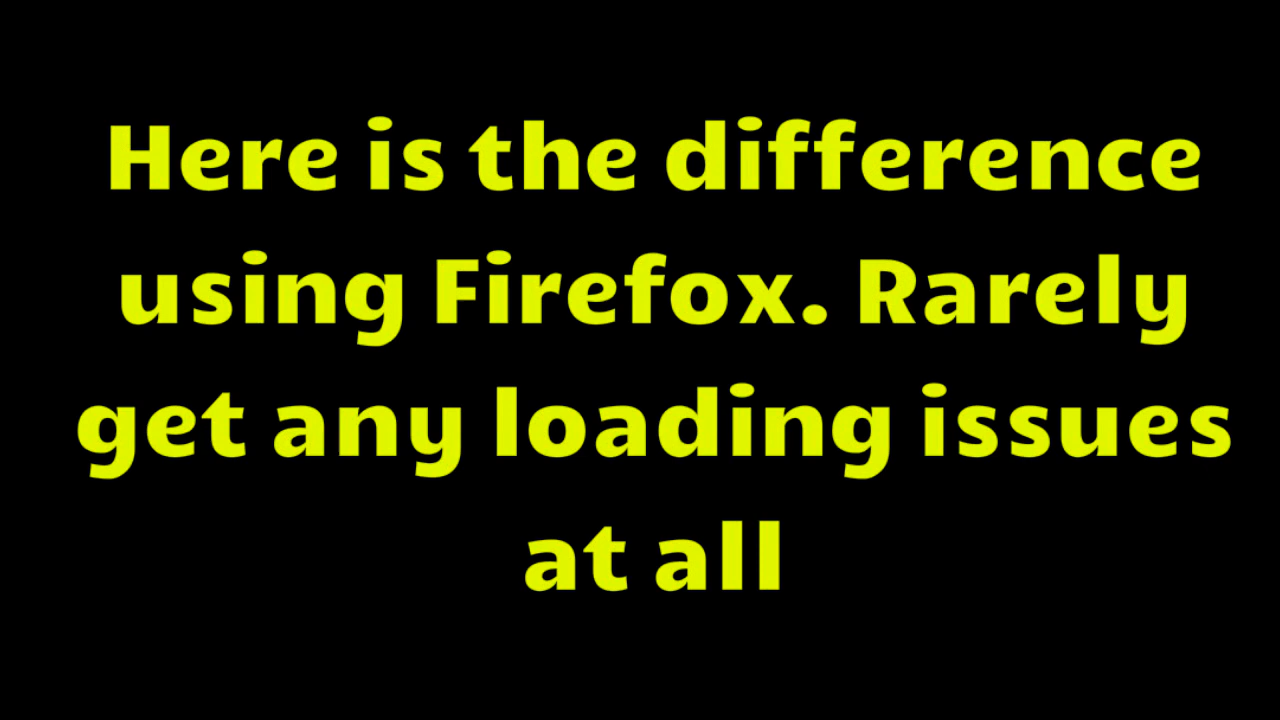 Here is the difference
using Firefox. Rarely
get any loading issues
at all